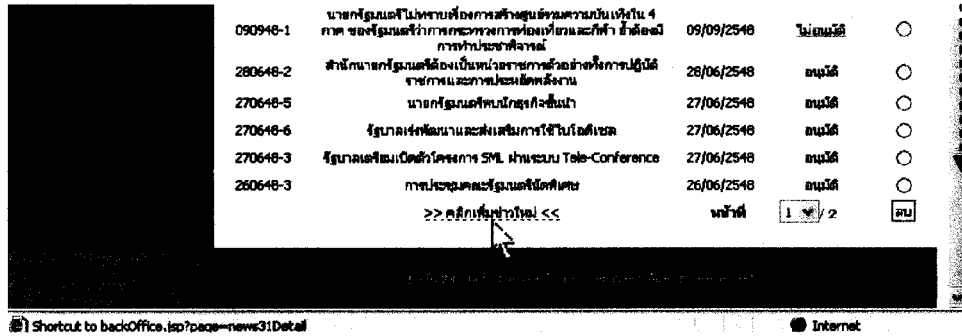 นายกรัฐมนตรีไม่ทราบเรื่องการสร้างศูนย์รวมความบันเทิงใน 4
090948-1 ภาค ของรัฐมนตรีว่าการกระทรวงการท่องเที่ยวและกีฬา ย้ำต้องมี 09/09/2548 ไม่อนุมัติ
การทำประชาพิจารณ์
280648-2 สำนักนายกรัฐมนตรีต้องเป็นหน่วยราชการตัวอย่างทั้งการปฏิบัติ 28/06/2548 อนุมัติ
ราชการและการประหยัดพลังงาน
270648-5 นายกรัฐมนตรีพบนักธุรกิจชั้นนำ 27/06/2548 อนุมัติ
270648-6 รัฐบาลเร่งพัฒนาและส่งเสริมการใช้ไบโอดีเซล 27/06/2548 อนุมัติ
270648-3 รัฐบาลเตรียมเปิดตัวโครงการ SML ผ่านระบบ Tele-Conference 27/06/2548 อนุมัติ
260648-3 การประชุมคณะรัฐมนตรีนัดพิเศษ 26/06/2548 อนุมัติ
>> คลิกเพิ่มข่าวใหม่ << หน้าที่ 1 / 2 ลบ
Shortcut to backOffice.jsp?page=news31Detail Internet